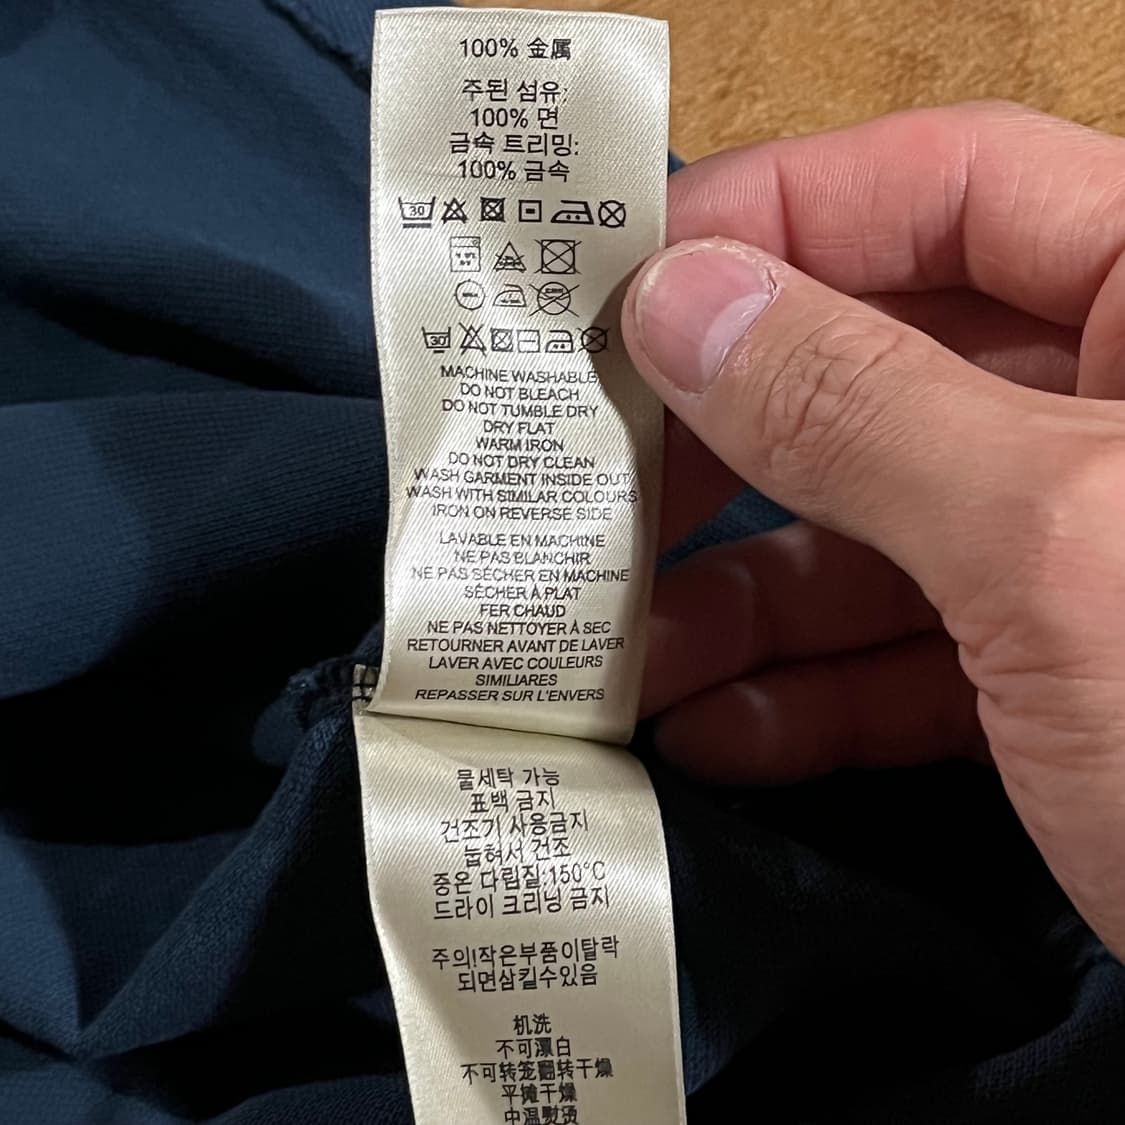 100% 金属
주된 섬유:
100% 면
금속 트리밍:
100% 금속
30
30
MACHINE WASHABLE
DO NOT BLEACH
DO NOT TUMBLE DRY
DRY FLAT
WARM IRON
DO NOT DRY CLEAN
WASH GARMENT INSIDE OUT
WASH WITH SIMILAR COLOURS
IRON ON REVERSE SIDE
LAVABLE EN MACHINE
NE PAS BLANCHIR
NE PAS SÉCHER EN MACHINE
SÉCHER À PLAT
FER CHAUD
NE PAS NETTOYER À SEC
RETOURNER AVANT DE LAVER
LAVER AVEC COULEURS
SIMILIARES
REPASSER SUR L'ENVERS
물세탁 가능
표백 금지
건조기 사용금지
눕혀서 건조
중온 다림질:150°C
드라이 크리닝 금지
주의!작은부품이탈락
되면삼킬수있음
机洗
不可漂白
不可转笼翻转干燥
平摊干燥
中温熨烫